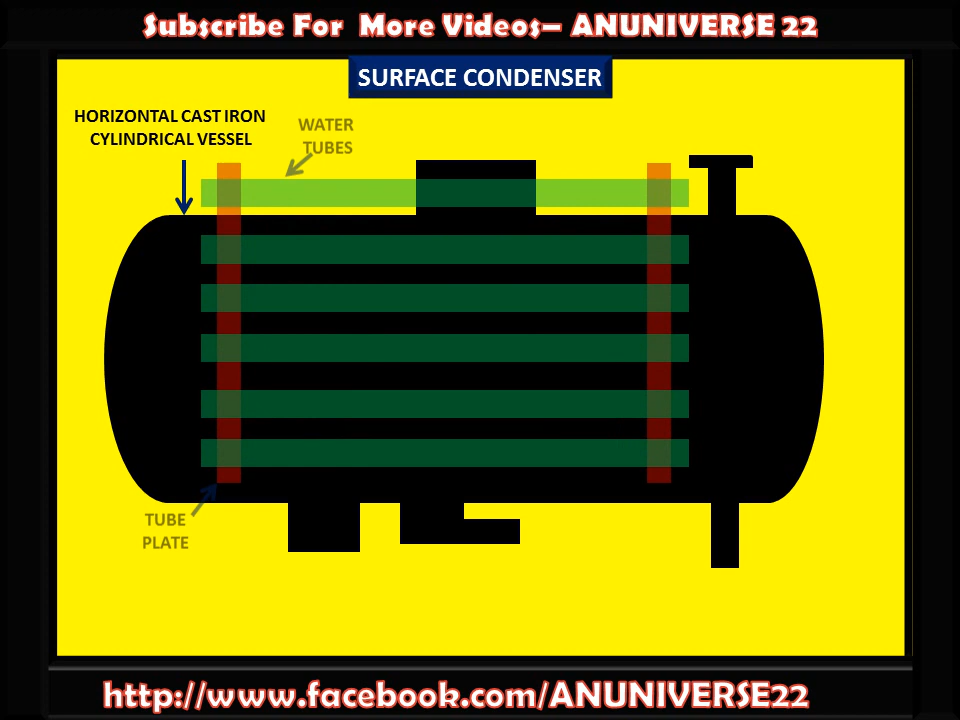 Subscribe For More Videos– ANUNIVERSE 22
SURFACE CONDENSER
HORIZONTAL CAST IRON
CYLINDRICAL VESSEL
WATER
TUBES
TUBE
PLATE
http://www.facebook.com/ANUNIVERSE22